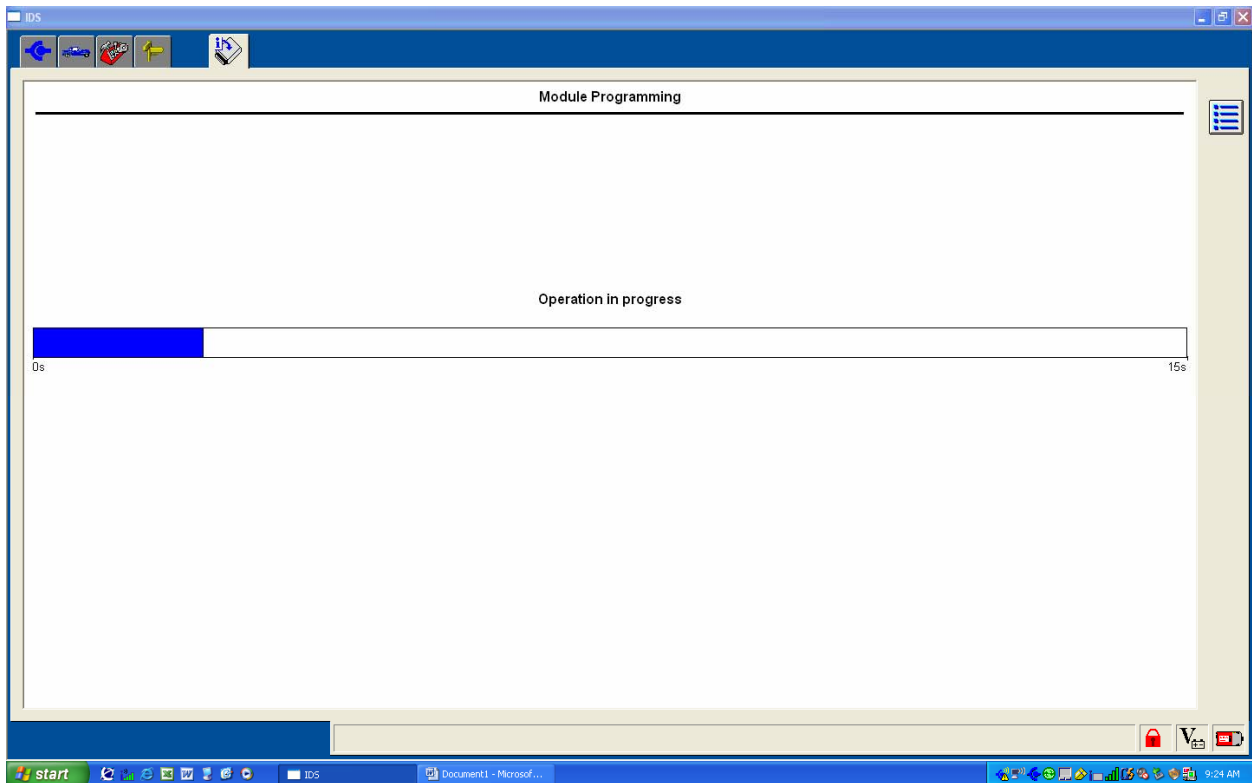 IDS
Module Programming
Operation in progress
0s
15s
start
IDS
Document1 - Microsof...
9:24 AM